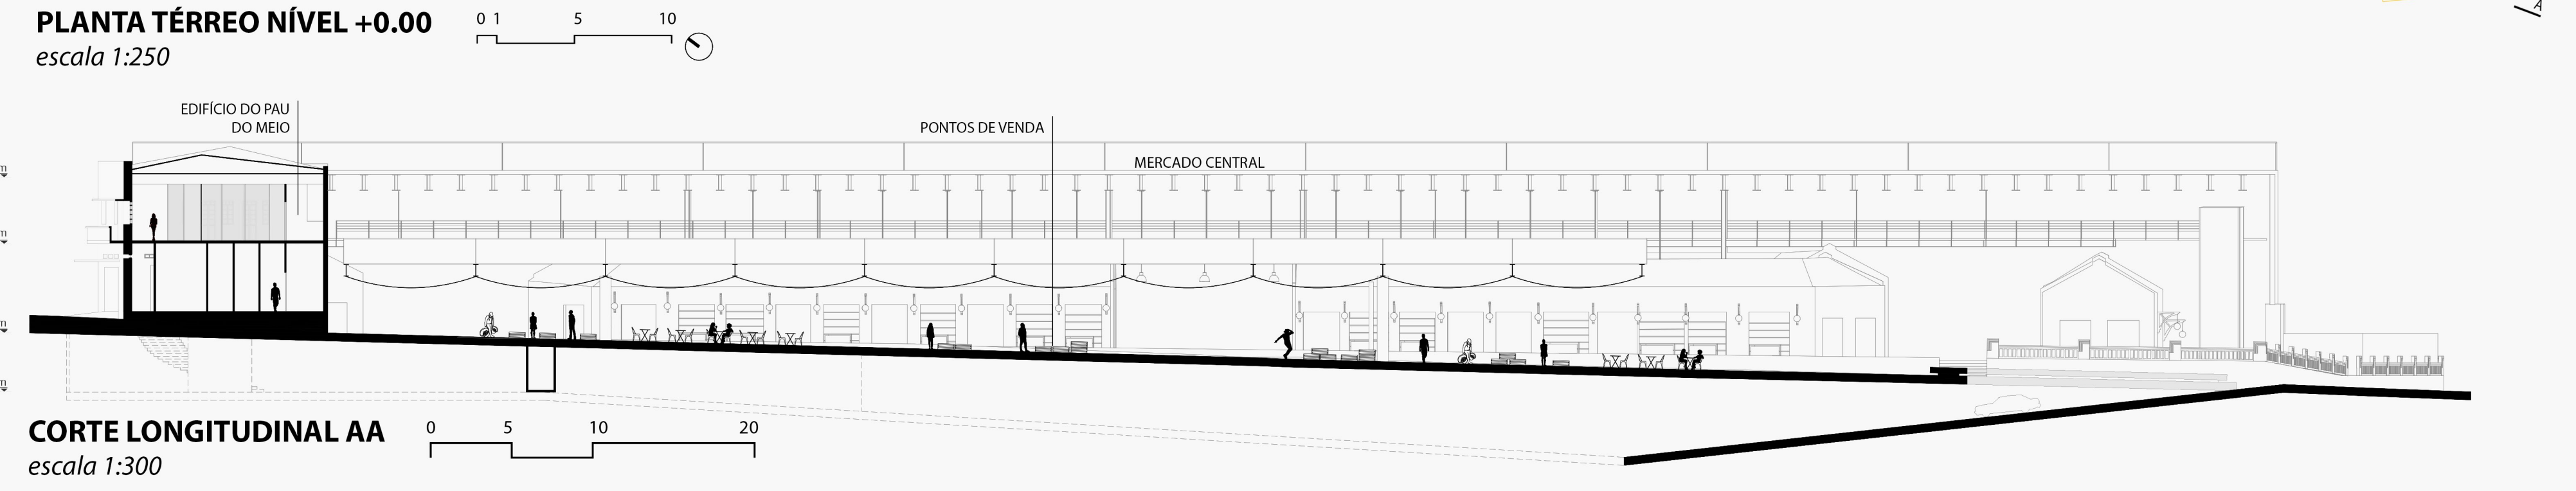 PLANTA TÉRREO NÍVEL +0.00
0 1 5 10
escala 1:250
A
EDIFÍCIO DO PAU
DO MEIO
PONTOS DE VENDA
MERCADO CENTRAL
m
m
m
m
CORTE LONGITUDINAL AA
0 5 10 20
escala 1:300